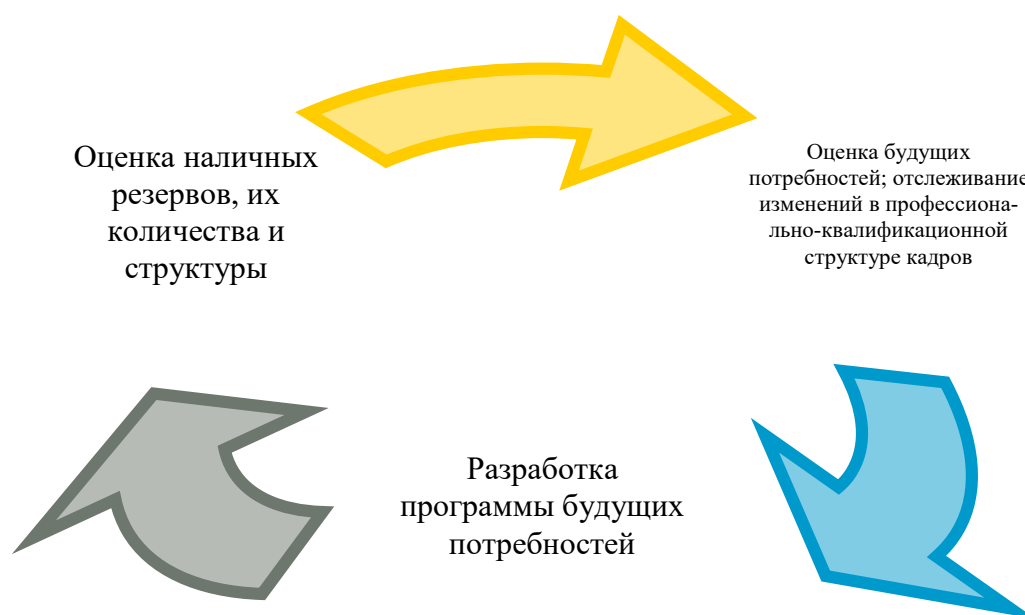 Оценка наличных
резервов, их
количества и
структуры
Оценка будущих
потребностей; отслеживание
изменений в профессиона-
льно-квалификационной
структуре кадров
Разработка
программы будущих
потребностей